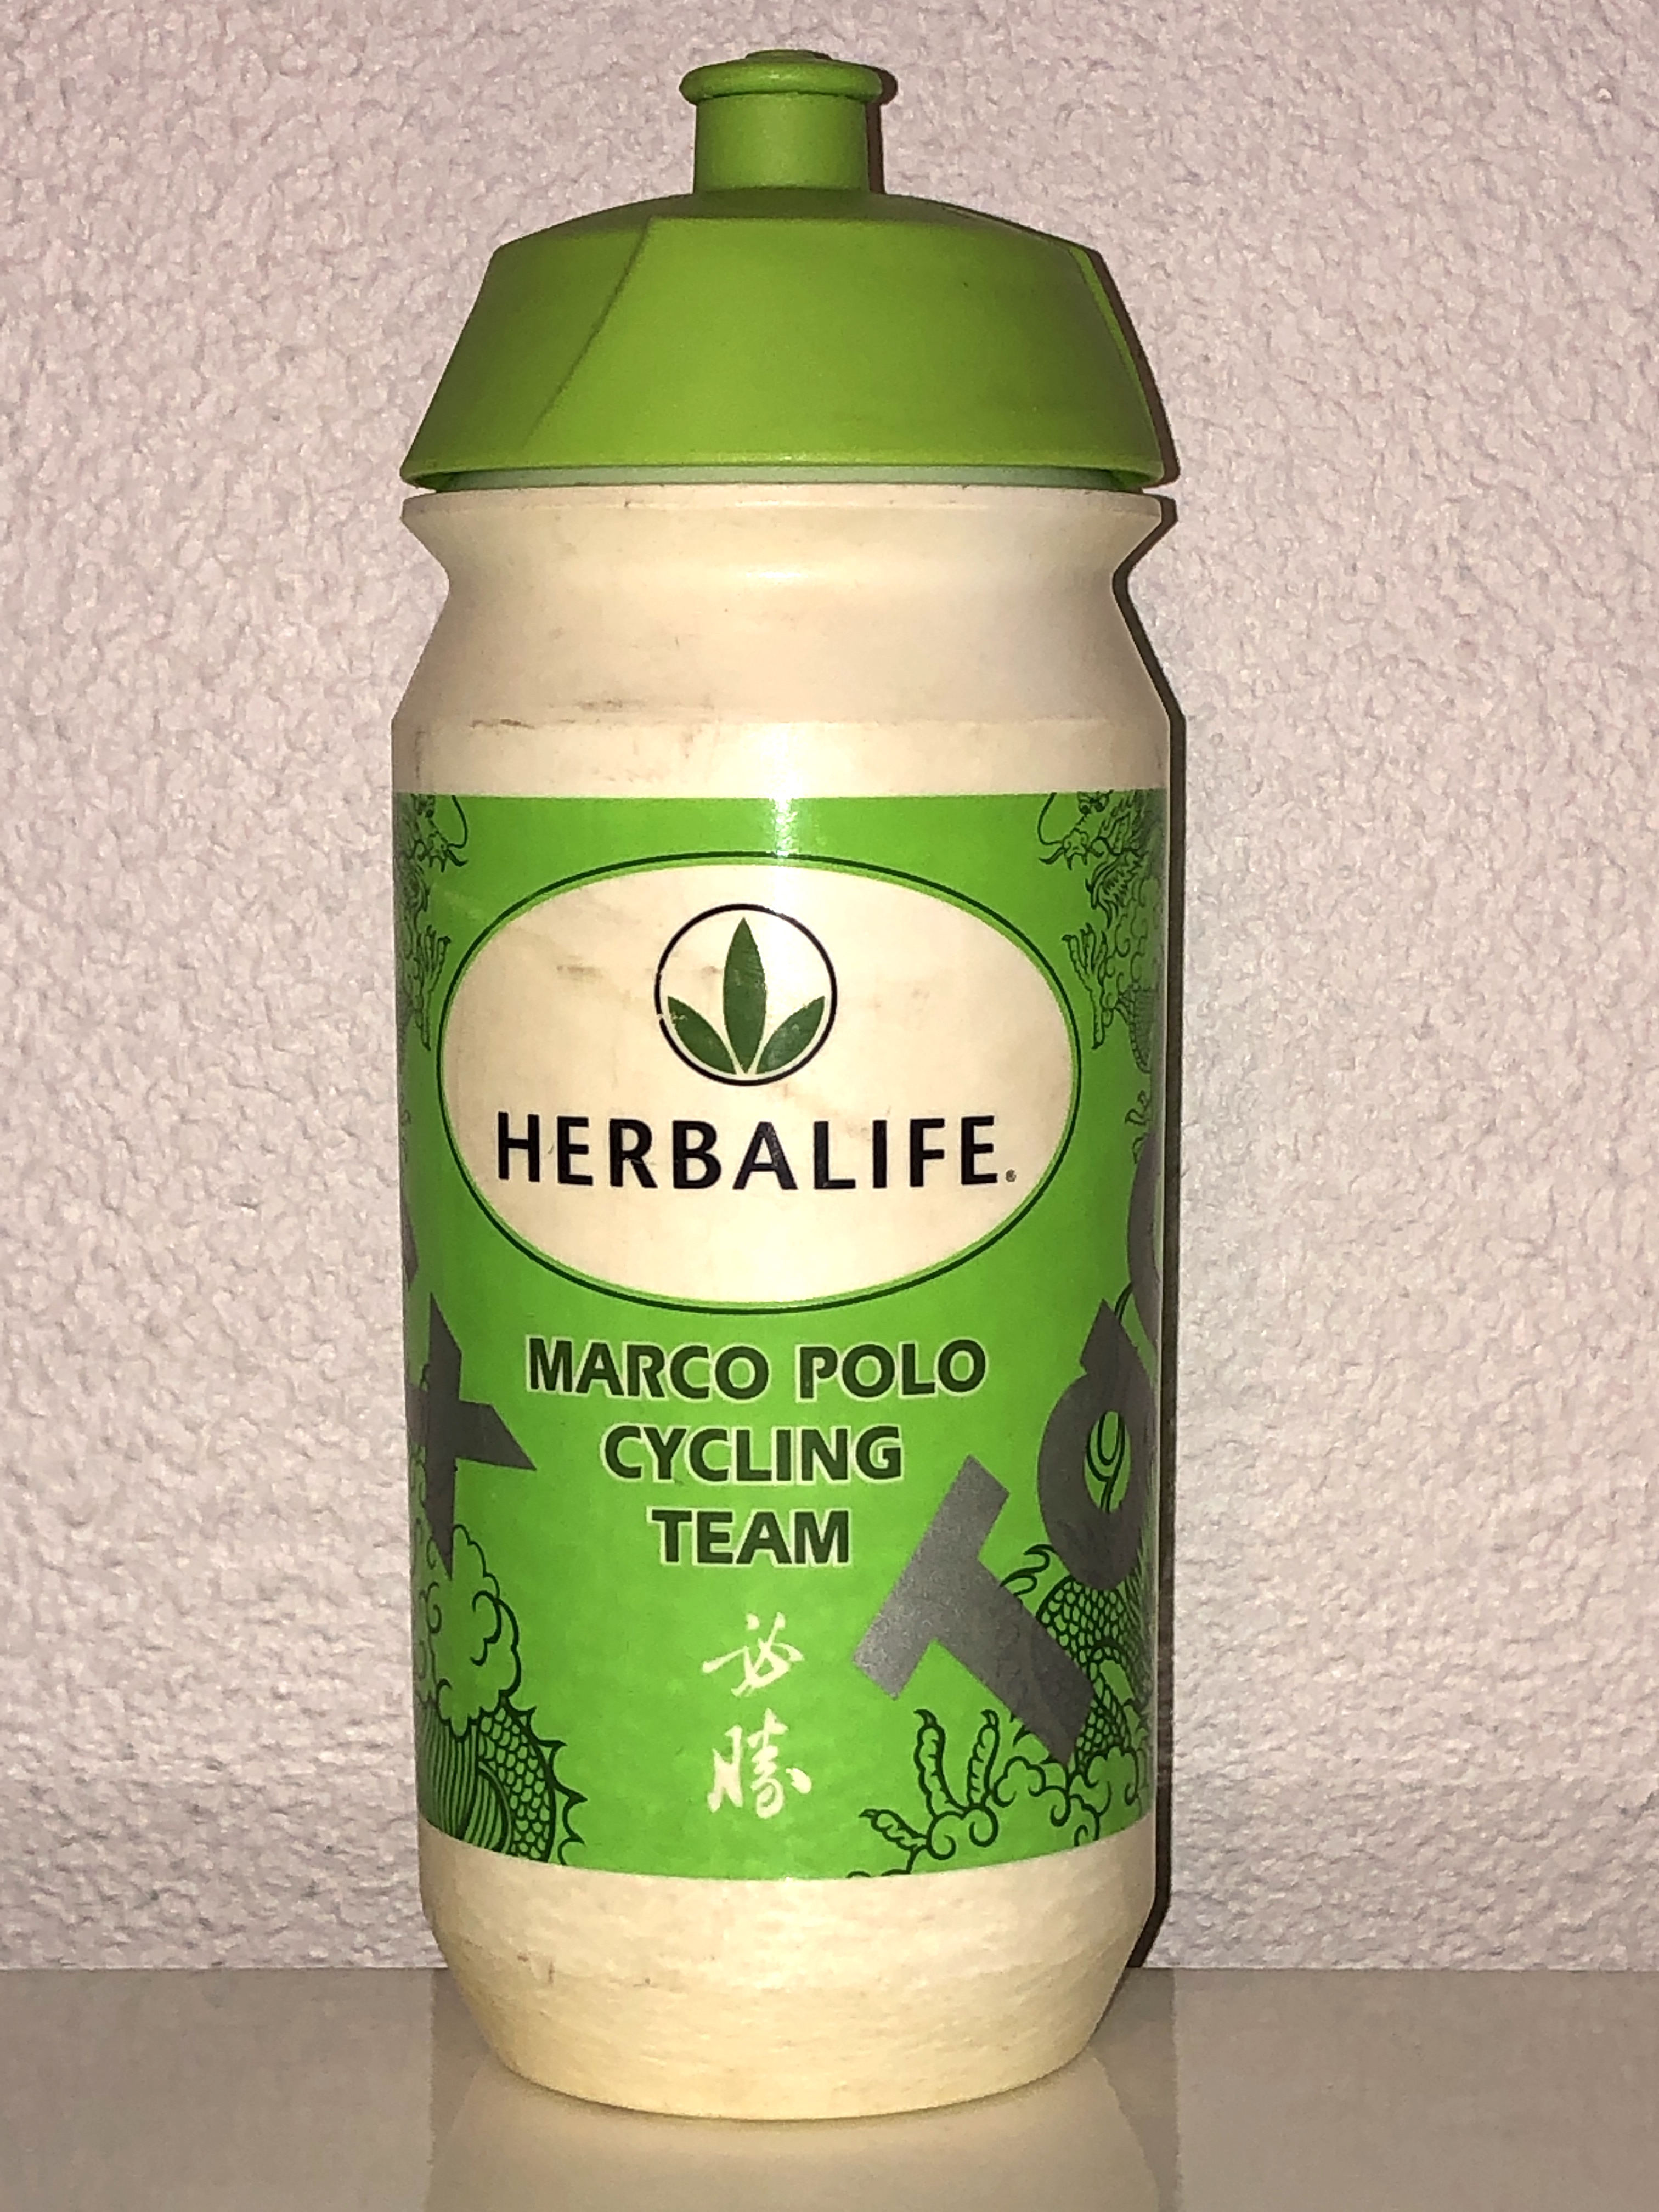 HERBALIFE®
MARCO POLO
CYCLING
TEAM
必
勝